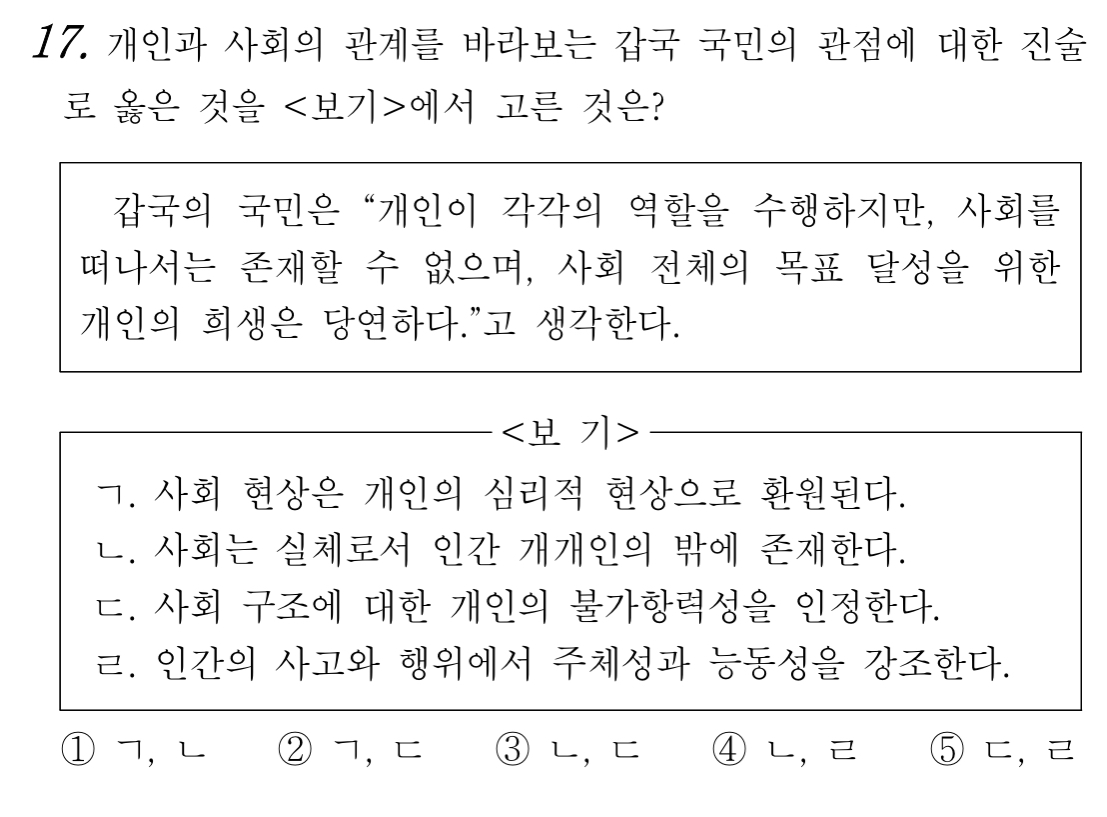 17. 개인과 사회의 관계를 바라보는 갑국 국민의 관점에 대한 진술
로 옳은 것을 <보기>에서 고른 것은?
갑국의 국민은 “개인이 각각의 역할을 수행하지만, 사회를
떠나서는 존재할 수 없으며, 사회 전체의 목표 달성을 위한
개인의 희생은 당연하다.”고 생각한다.
<보 기>
ㄱ. 사회 현상은 개인의 심리적 현상으로 환원된다.
ㄴ. 사회는 실체로서 인간 개개인의 밖에 존재한다.
ㄷ. 사회 구조에 대한 개인의 불가항력성을 인정한다.
ㄹ. 인간의 사고와 행위에서 주체성과 능동성을 강조한다.
① ㄱ, ㄴ ② ㄱ, ㄷ ③ ㄴ, ㄷ ④ ㄴ, ㄹ ⑤ ㄷ, ㄹ